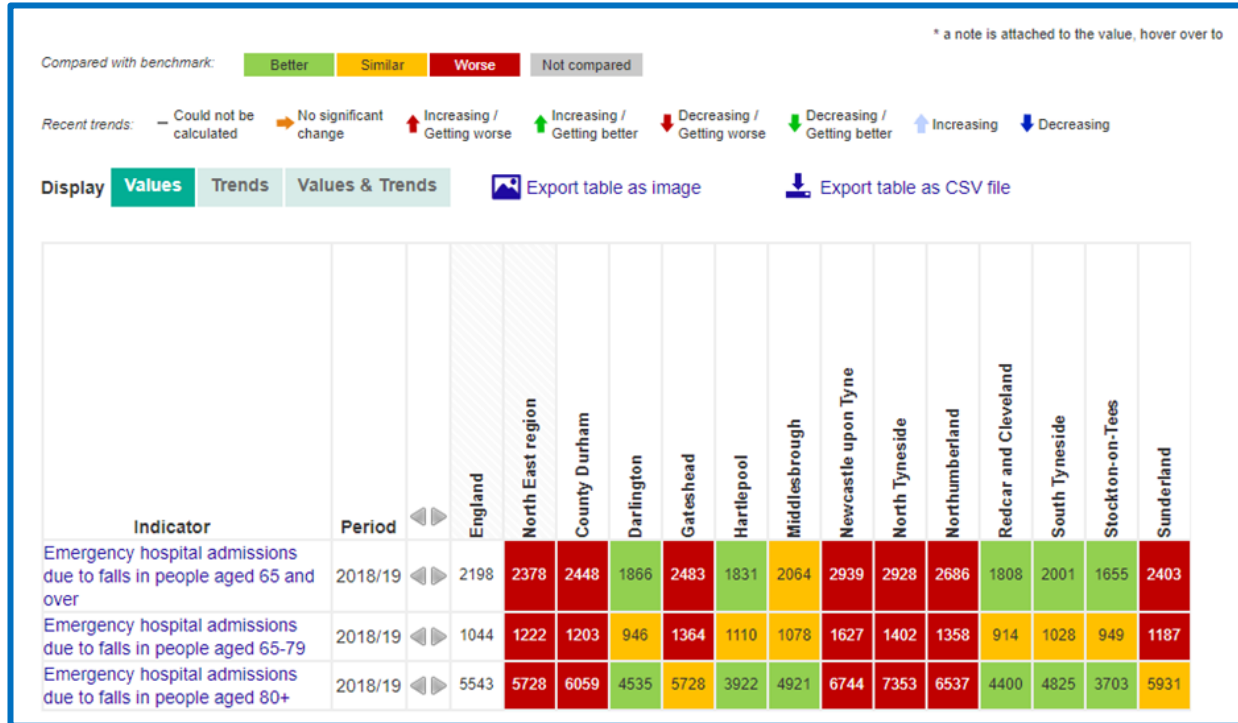 * a note is attached to the value, hover over to
Compared with benchmark: Better Similar Worse Not compared
Recent trends: – Could not be calculated No significant change Increasing / Getting worse Increasing / Getting better Decreasing / Getting worse Decreasing / Getting better Increasing Decreasing
Display Values Trends Values & Trends Export table as image Export table as CSV file
Indicator Period England North East region County Durham Darlington Gateshead Hartlepool Middlesbrough Newcastle upon Tyne North Tyneside Northumberland Redcar and Cleveland South Tyneside Stockton-on-Tees Sunderland
Emergency hospital admissions
due to falls in people aged 65 and 2018/19 2198 2378 2448 1866 2483 1831 2064 2939 2928 2686 1808 2001 1655 2403
over
Emergency hospital admissions
due to falls in people aged 65-79 2018/19 1044 1222 1203 946 1364 1110 1078 1627 1402 1358 914 1028 949 1187
Emergency hospital admissions
due to falls in people aged 80+ 2018/19 5543 5728 6059 4535 5728 3922 4921 6744 7353 6537 4400 4825 3703 5931